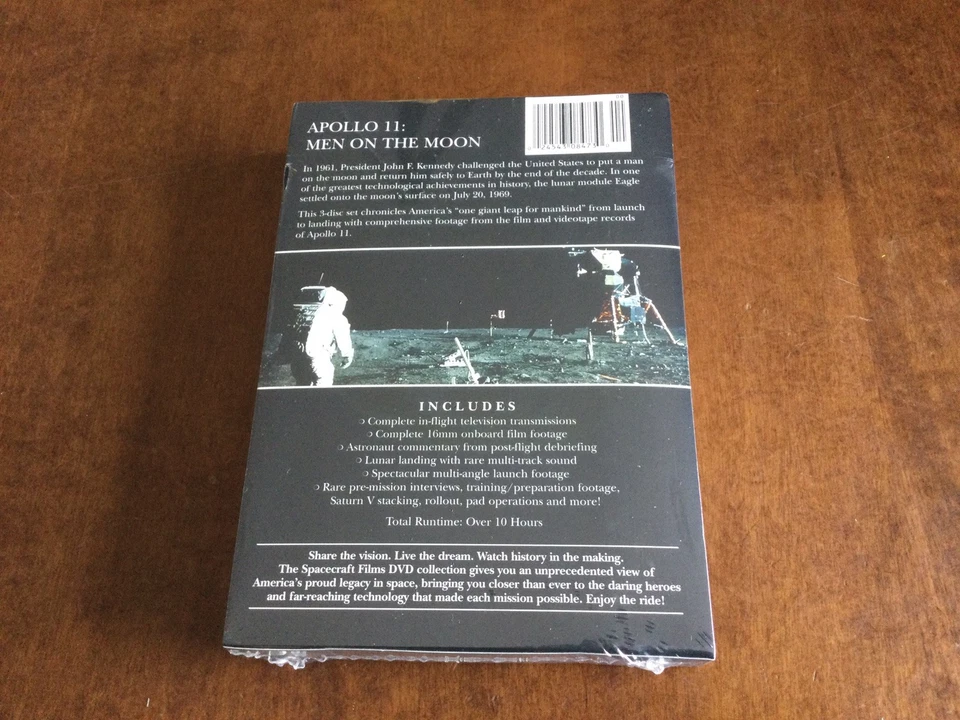 APOLLO 11:
MEN ON THE MOON
In 1961, President John F. Kennedy challenged the United States to put a man
on the moon and return him safely to Earth by the end of the decade. In one
of the greatest technological achievements in history, the lunar module Eagle
settled onto the moon's surface on July 20, 1969.
This 3-disc set chronicles America's "one giant leap for mankind" from launch
to landing with comprehensive footage from the film and videotape records
of Apollo 11.
INCLUDES
❍ Complete in-flight television transmissions
❍ Complete 16mm onboard film footage
❍ Astronaut commentary from post-flight debriefing
❍ Lunar landing with rare multi-track sound
❍ Spectacular multi-angle launch footage
❍ Rare pre-mission interviews, training/preparation footage,
Saturn V stacking, rollout, pad operations and more!
Total Runtime: Over 10 Hours
Share the vision. Live the dream. Watch history in the making.
The Spacecraft Films DVD collection gives you an unprecedented view of
America's proud legacy in space, bringing you closer than ever to the daring heroes
and far-reaching technology that made each mission possible. Enjoy the ride!